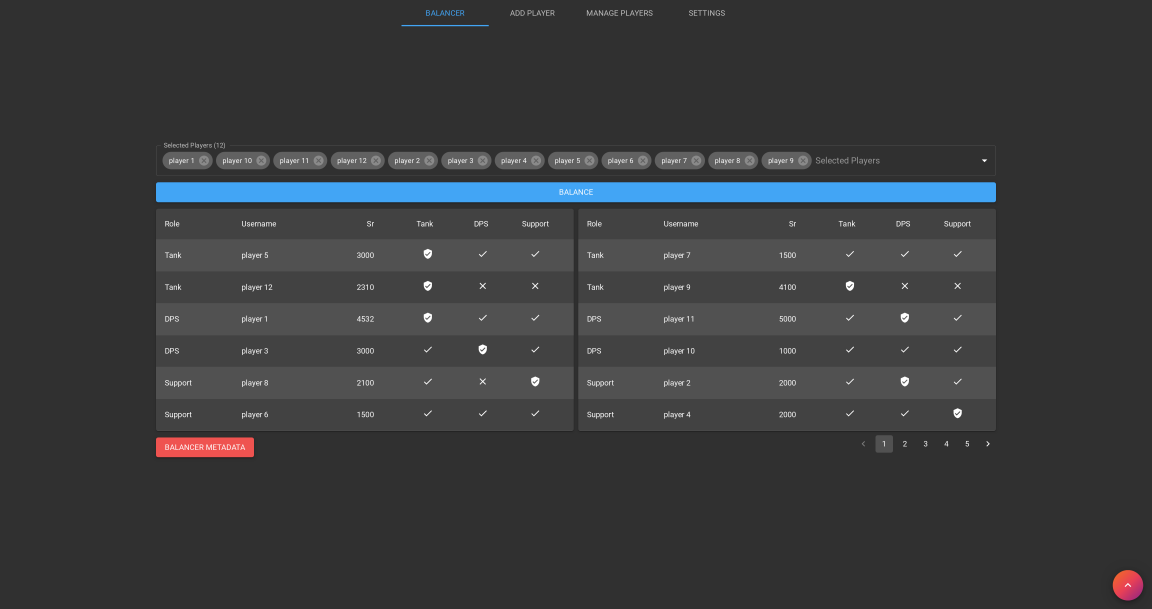 BALANCER ADD PLAYER MANAGE PLAYERS SETTINGS
Selected Players (12)
player 1 player 10 player 11 player 12 player 2 player 3 player 4 player 5 player 6 player 7 player 8 player 9 Selected Players
BALANCE
Role Username Sr Tank DPS Support Role Username Sr Tank DPS Support
Tank player 5 3000 Tank player 7 1500
Tank player 12 2310 Tank player 9 4100
DPS player 1 4532 DPS player 11 5000
DPS player 3 3000 DPS player 10 1000
Support player 8 2100 Support player 2 2000
Support player 6 1500 Support player 4 2000
BALANCER METADATA 1 2 3 4 5